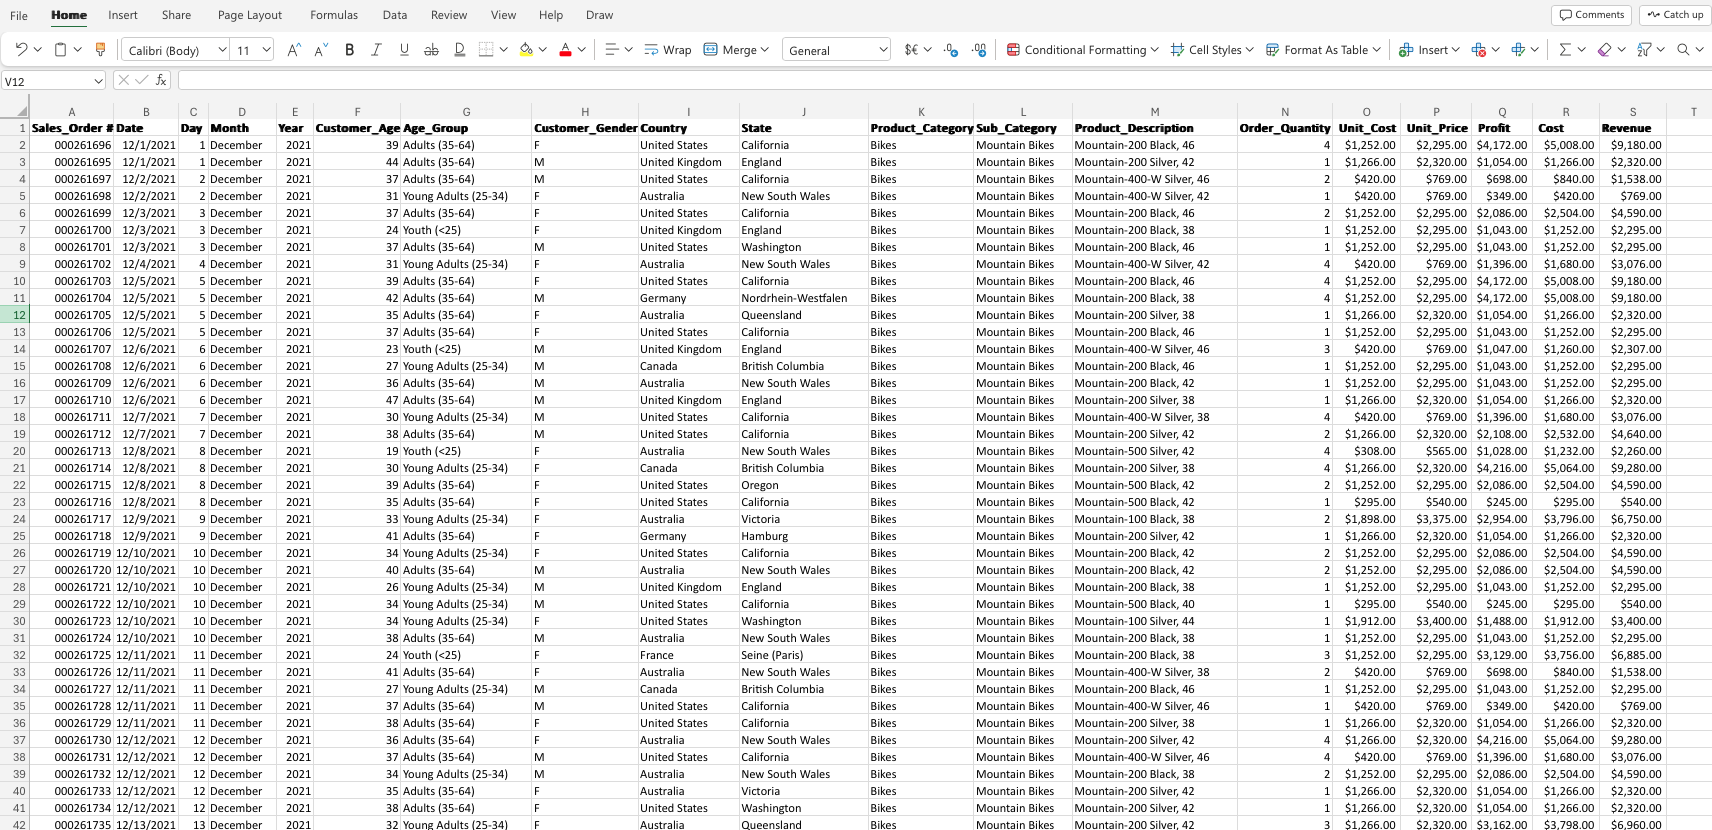 File Home Insert Share Page Layout Formulas Data Review View Help Draw Comments Catch up
Calibri (Body) 11 A A B I U ab D A Wrap Merge General $€ .0 .00 Conditional Formatting Cell Styles Format As Table Insert
V12 fx
A B C D E F G H I J K L M N O P Q R S T
1 Sales_Order # Date Day Month Year Customer_Age Age_Group Customer_Gender Country State Product_Category Sub_Category Product_Description Order_Quantity Unit_Cost Unit_Price Profit Cost Revenue
2 000261696 12/1/2021 1 December 2021 39 Adults (35-64) F United States California Bikes Mountain Bikes Mountain-200 Black, 46 4 $1,252.00 $2,295.00 $4,172.00 $5,008.00 $9,180.00
3 000261695 12/1/2021 1 December 2021 44 Adults (35-64) M United Kingdom England Bikes Mountain Bikes Mountain-200 Silver, 42 1 $1,266.00 $2,320.00 $1,054.00 $1,266.00 $2,320.00
4 000261697 12/2/2021 2 December 2021 37 Adults (35-64) M United States California Bikes Mountain Bikes Mountain-400-W Silver, 46 2 $420.00 $769.00 $698.00 $840.00 $1,538.00
5 000261698 12/2/2021 2 December 2021 31 Young Adults (25-34) F Australia New South Wales Bikes Mountain Bikes Mountain-400-W Silver, 42 1 $420.00 $769.00 $349.00 $420.00 $769.00
6 000261699 12/3/2021 3 December 2021 37 Adults (35-64) F United States California Bikes Mountain Bikes Mountain-200 Black, 46 2 $1,252.00 $2,295.00 $2,086.00 $2,504.00 $4,590.00
7 000261700 12/3/2021 3 December 2021 24 Youth (<25) F United Kingdom England Bikes Mountain Bikes Mountain-200 Black, 38 1 $1,252.00 $2,295.00 $1,043.00 $1,252.00 $2,295.00
8 000261701 12/3/2021 3 December 2021 37 Adults (35-64) M United States Washington Bikes Mountain Bikes Mountain-200 Black, 46 1 $1,252.00 $2,295.00 $1,043.00 $1,252.00 $2,295.00
9 000261702 12/4/2021 4 December 2021 31 Young Adults (25-34) F Australia New South Wales Bikes Mountain Bikes Mountain-400-W Silver, 42 4 $420.00 $769.00 $1,396.00 $1,680.00 $3,076.00
10 000261703 12/5/2021 5 December 2021 39 Adults (35-64) F United States California Bikes Mountain Bikes Mountain-200 Black, 46 4 $1,252.00 $2,295.00 $4,172.00 $5,008.00 $9,180.00
11 000261704 12/5/2021 5 December 2021 42 Adults (35-64) M Germany Nordrhein-Westfalen Bikes Mountain Bikes Mountain-200 Black, 38 4 $1,252.00 $2,295.00 $4,172.00 $5,008.00 $9,180.00
12 000261705 12/5/2021 5 December 2021 35 Adults (35-64) F Australia Queensland Bikes Mountain Bikes Mountain-200 Silver, 38 1 $1,266.00 $2,320.00 $1,054.00 $1,266.00 $2,320.00
13 000261706 12/5/2021 5 December 2021 37 Adults (35-64) F United States California Bikes Mountain Bikes Mountain-200 Black, 46 1 $1,252.00 $2,295.00 $1,043.00 $1,252.00 $2,295.00
14 000261707 12/6/2021 6 December 2021 23 Youth (<25) M United Kingdom England Bikes Mountain Bikes Mountain-400-W Silver, 46 3 $420.00 $769.00 $1,047.00 $1,260.00 $2,307.00
15 000261708 12/6/2021 6 December 2021 27 Young Adults (25-34) M Canada British Columbia Bikes Mountain Bikes Mountain-200 Black, 46 1 $1,252.00 $2,295.00 $1,043.00 $1,252.00 $2,295.00
16 000261709 12/6/2021 6 December 2021 36 Adults (35-64) M Australia New South Wales Bikes Mountain Bikes Mountain-200 Black, 42 1 $1,252.00 $2,295.00 $1,043.00 $1,252.00 $2,295.00
17 000261710 12/6/2021 6 December 2021 47 Adults (35-64) M United Kingdom England Bikes Mountain Bikes Mountain-200 Silver, 38 1 $1,266.00 $2,320.00 $1,054.00 $1,266.00 $2,320.00
18 000261711 12/7/2021 7 December 2021 30 Young Adults (25-34) M United States California Bikes Mountain Bikes Mountain-400-W Silver, 38 4 $420.00 $769.00 $1,396.00 $1,680.00 $3,076.00
19 000261712 12/7/2021 7 December 2021 38 Adults (35-64) M United States California Bikes Mountain Bikes Mountain-200 Silver, 42 2 $1,266.00 $2,320.00 $2,108.00 $2,532.00 $4,640.00
20 000261713 12/8/2021 8 December 2021 19 Youth (<25) F Australia New South Wales Bikes Mountain Bikes Mountain-500 Silver, 42 4 $308.00 $565.00 $1,028.00 $1,232.00 $2,260.00
21 000261714 12/8/2021 8 December 2021 30 Young Adults (25-34) F Canada British Columbia Bikes Mountain Bikes Mountain-200 Silver, 38 4 $1,266.00 $2,320.00 $4,216.00 $5,064.00 $9,280.00
22 000261715 12/8/2021 8 December 2021 39 Adults (35-64) F United States Oregon Bikes Mountain Bikes Mountain-500 Black, 42 2 $1,252.00 $2,295.00 $2,086.00 $2,504.00 $4,590.00
23 000261716 12/8/2021 8 December 2021 35 Adults (35-64) F United States California Bikes Mountain Bikes Mountain-500 Black, 42 1 $295.00 $540.00 $245.00 $295.00 $540.00
24 000261717 12/9/2021 9 December 2021 33 Young Adults (25-34) F Australia Victoria Bikes Mountain Bikes Mountain-100 Black, 38 2 $1,898.00 $3,375.00 $2,954.00 $3,796.00 $6,750.00
25 000261718 12/9/2021 9 December 2021 41 Adults (35-64) F Germany Hamburg Bikes Mountain Bikes Mountain-200 Silver, 42 1 $1,266.00 $2,320.00 $1,054.00 $1,266.00 $2,320.00
26 000261719 12/10/2021 10 December 2021 34 Young Adults (25-34) F United States California Bikes Mountain Bikes Mountain-200 Black, 42 2 $1,252.00 $2,295.00 $2,086.00 $2,504.00 $4,590.00
27 000261720 12/10/2021 10 December 2021 40 Adults (35-64) M Australia New South Wales Bikes Mountain Bikes Mountain-200 Black, 42 2 $1,252.00 $2,295.00 $2,086.00 $2,504.00 $4,590.00
28 000261721 12/10/2021 10 December 2021 26 Young Adults (25-34) M United Kingdom England Bikes Mountain Bikes Mountain-200 Black, 38 1 $1,252.00 $2,295.00 $1,043.00 $1,252.00 $2,295.00
29 000261722 12/10/2021 10 December 2021 34 Young Adults (25-34) M United States California Bikes Mountain Bikes Mountain-500 Black, 40 1 $295.00 $540.00 $245.00 $295.00 $540.00
30 000261723 12/10/2021 10 December 2021 34 Young Adults (25-34) F United States Washington Bikes Mountain Bikes Mountain-100 Silver, 44 1 $1,912.00 $3,400.00 $1,488.00 $1,912.00 $3,400.00
31 000261724 12/10/2021 10 December 2021 38 Adults (35-64) M Australia New South Wales Bikes Mountain Bikes Mountain-200 Black, 38 1 $1,252.00 $2,295.00 $1,043.00 $1,252.00 $2,295.00
32 000261725 12/11/2021 11 December 2021 24 Youth (<25) F France Seine (Paris) Bikes Mountain Bikes Mountain-200 Black, 38 3 $1,252.00 $2,295.00 $3,129.00 $3,756.00 $6,885.00
33 000261726 12/11/2021 11 December 2021 41 Adults (35-64) F Australia New South Wales Bikes Mountain Bikes Mountain-400-W Silver, 38 2 $420.00 $769.00 $698.00 $840.00 $1,538.00
34 000261727 12/11/2021 11 December 2021 27 Young Adults (25-34) M Canada British Columbia Bikes Mountain Bikes Mountain-200 Black, 46 1 $1,252.00 $2,295.00 $1,043.00 $1,252.00 $2,295.00
35 000261728 12/11/2021 11 December 2021 37 Adults (35-64) M United States California Bikes Mountain Bikes Mountain-400-W Silver, 46 1 $420.00 $769.00 $349.00 $420.00 $769.00
36 000261729 12/11/2021 11 December 2021 38 Adults (35-64) F United States California Bikes Mountain Bikes Mountain-200 Silver, 38 1 $1,266.00 $2,320.00 $1,054.00 $1,266.00 $2,320.00
37 000261730 12/12/2021 12 December 2021 36 Adults (35-64) F Australia New South Wales Bikes Mountain Bikes Mountain-200 Silver, 42 4 $1,266.00 $2,320.00 $4,216.00 $5,064.00 $9,280.00
38 000261731 12/12/2021 12 December 2021 37 Adults (35-64) M United States California Bikes Mountain Bikes Mountain-400-W Silver, 46 4 $420.00 $769.00 $1,396.00 $1,680.00 $3,076.00
39 000261732 12/12/2021 12 December 2021 34 Young Adults (25-34) M Australia New South Wales Bikes Mountain Bikes Mountain-200 Black, 38 2 $1,252.00 $2,295.00 $2,086.00 $2,504.00 $4,590.00
40 000261733 12/12/2021 12 December 2021 35 Adults (35-64) F Australia Victoria Bikes Mountain Bikes Mountain-200 Silver, 42 1 $1,266.00 $2,320.00 $1,054.00 $1,266.00 $2,320.00
41 000261734 12/12/2021 12 December 2021 38 Adults (35-64) F United States Washington Bikes Mountain Bikes Mountain-200 Silver, 42 1 $1,266.00 $2,320.00 $1,054.00 $1,266.00 $2,320.00
42 000261735 12/13/2021 13 December 2021 32 Young Adults (25-34) F Australia Queensland Bikes Mountain Bikes Mountain-200 Silver, 42 3 $1,266.00 $2,320.00 $3,162.00 $3,798.00 $6,960.00